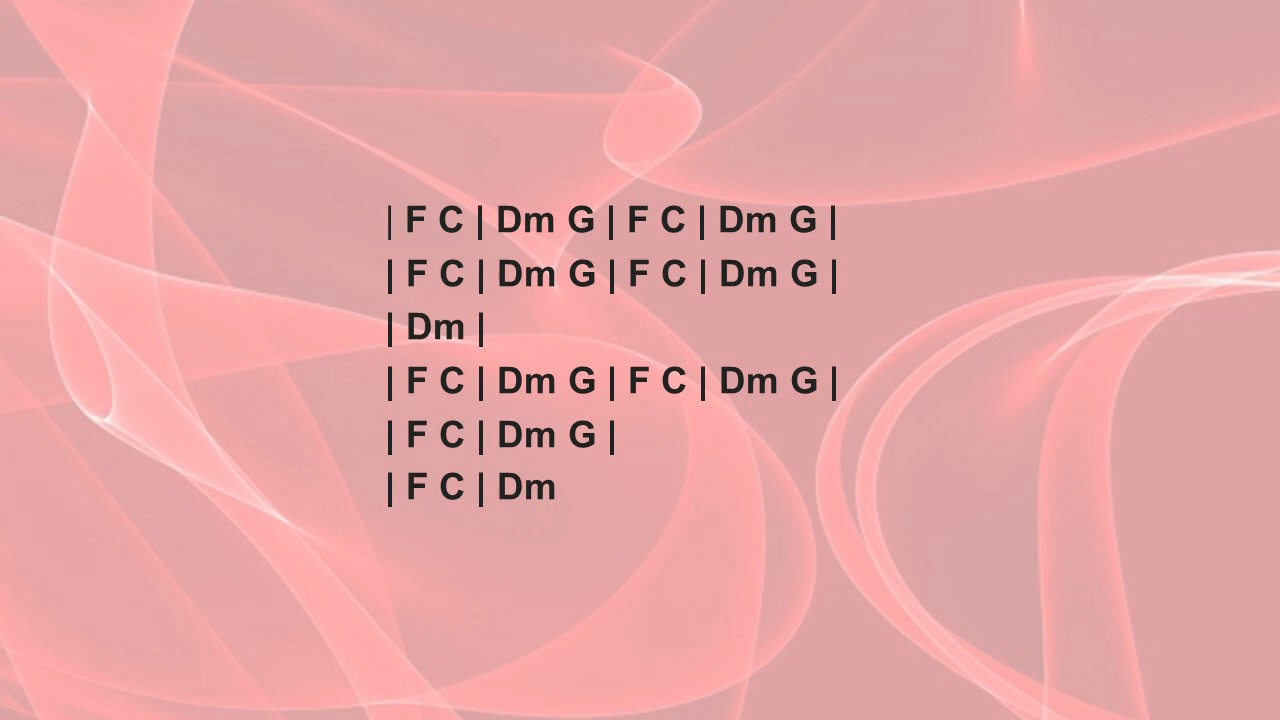 | F C | Dm G | F C | Dm G |
| F C | Dm G | F C | Dm G |
| Dm |
| F C | Dm G | F C | Dm G |
| F C | Dm G |
| F C | Dm